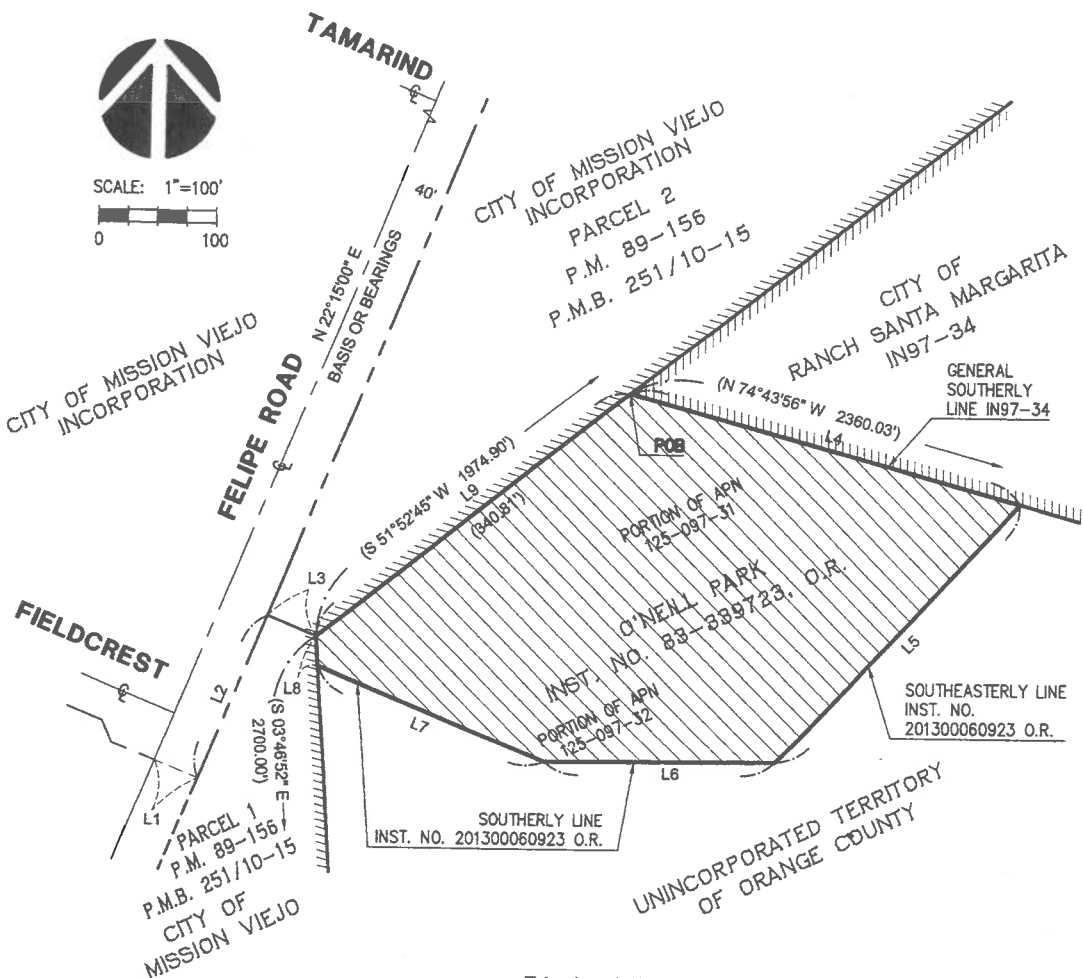 TAMARIND
℄
SCALE: 1"=100'
0 100
40'
N 22°15'00" E
BASIS OR BEARINGS
CITY OF MISSION VIEJO
INCORPORATION
PARCEL 2
P.M. 89-156
P.M.B. 251/10-15
CITY OF
RANCH SANTA MARGARITA
IN97-34
CITY OF MISSION VIEJO
INCORPORATION
FELIPE ROAD
℄
GENERAL
SOUTHERLY
LINE IN97-34
(N 74°43'56" W 2360.03')
L4
POB
(S 51°52'45" W 1974.90')
L9
(340.81')
PORTION OF APN
125-097-31
O'NEILL PARK
INST. NO. 83-339723, O.R.
PORTION OF APN
125-097-32
L3
FIELDCREST
℄
L2
L8
(S 03°46'52" E
2700.00')
L7
L6
L5
SOUTHEASTERLY LINE
INST. NO.
201300060923 O.R.
L1
SOUTHERLY LINE
INST. NO. 201300060923 O.R.
PARCEL 1
P.M. 89-156
P.M.B. 251/10-15
CITY OF
MISSION VIEJO
UNINCORPORATED TERRITORY
OF ORANGE COUNTY